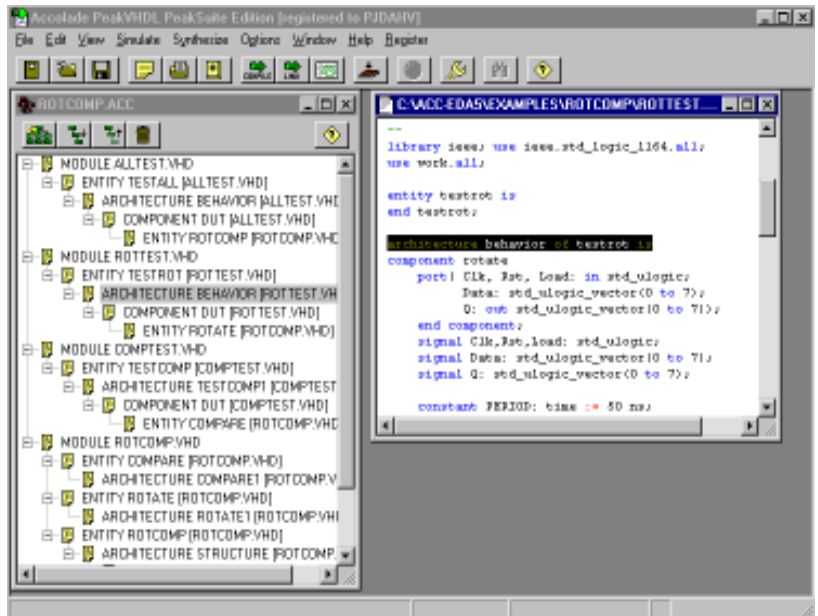 Accolade PeakVHDL PeakSuite Edition [registered to PJDAHV]
File Edit View Simulate Synthesize Options Window Help Register
COMPILE LINK
ROTCOMP.ACC
MODULE ALLTEST.VHD
ENTITY TESTALL [ALLTEST.VHD]
ARCHITECTURE BEHAVIOR [ALLTEST.VHD
COMPONENT DUT [ALLTEST.VHD]
ENTITY ROTCOMP [ROTCOMP.VHD
MODULE ROTTEST.VHD
ENTITY TESTROT [ROTTEST.VHD]
ARCHITECTURE BEHAVIOR [ROTTEST.VH
COMPONENT DUT [ROTTEST.VHD]
ENTITY ROTATE [ROTCOMP.VHD]
MODULE COMPTEST.VHD
ENTITY TESTCOMP [COMPTEST.VHD]
ARCHITECTURE TESTCOMP1 [COMPTEST
COMPONENT DUT [COMPTEST.VHD]
ENTITY COMPARE [ROTCOMP.VHD
MODULE ROTCOMP.VHD
ENTITY COMPARE [ROTCOMP.VHD]
ARCHITECTURE COMPARE1 [ROTCOMP.V
ENTITY ROTATE [ROTCOMP.VHD]
ARCHITECTURE ROTATE1 [ROTCOMP.VHI
ENTITY ROTCOMP [ROTCOMP.VHD]
ARCHITECTURE STRUCTURE [ROTCOMP.
C:\ACC-EDA5\EXAMPLES\ROTCOMP\ROTTEST....
--
library ieee; use ieee.std_logic_1164.all;
use work.all;
entity testrot is
end testrot;
architecture behavior of testrot is
component rotate
port( Clk, Rst, Load: in std_ulogic;
Data: std_ulogic_vector(0 to 7);
Q: out std_ulogic_vector(0 to 7));
end component;
signal Clk,Rst,Load: std_ulogic;
signal Data: std_ulogic_vector(0 to 7);
signal Q: std_ulogic_vector(0 to 7);
constant PERIOD: time := 50 ns;